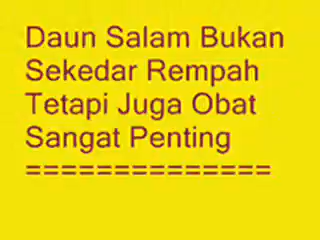 Daun Salam Bukan
Sekedar Rempah
Tetapi Juga Obat
Sangat Penting
==============